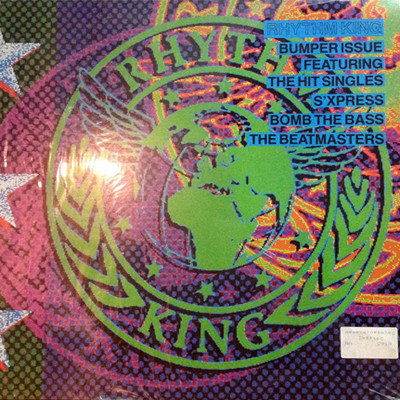 RHYTHM KING
BUMPER ISSUE
FEATURING
THE HIT SINGLES
S'XPRESS
BOMB THE BASS
THE BEATMASTERS
RHYTH
KING